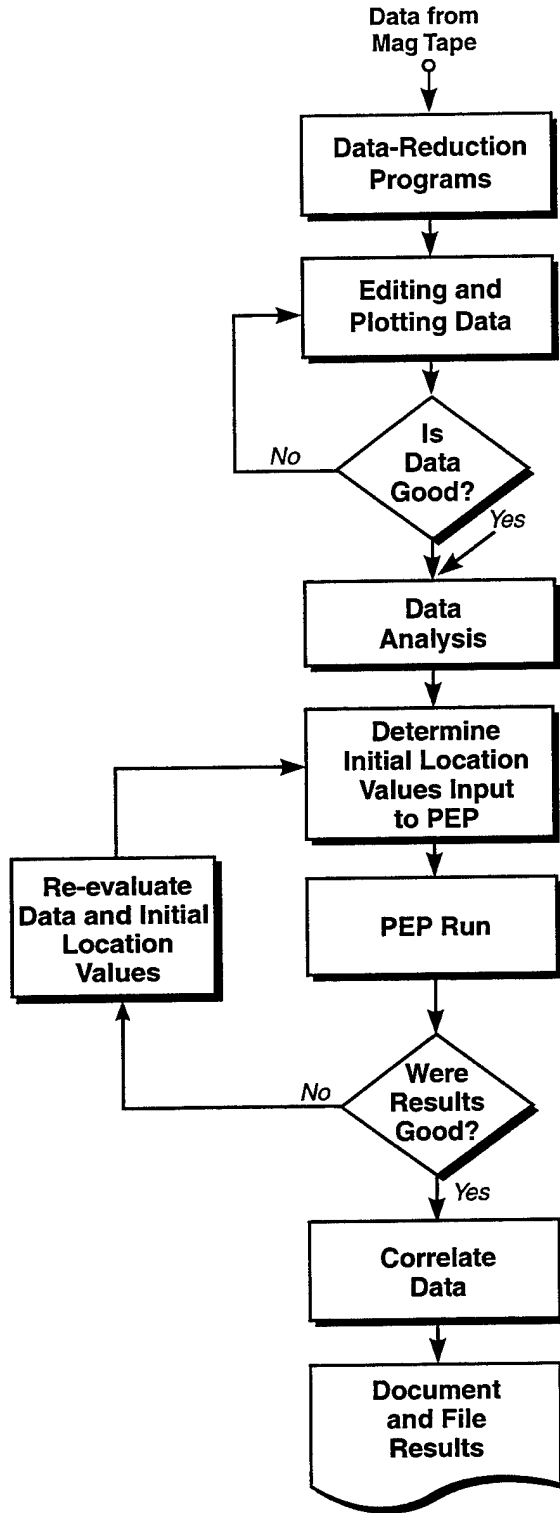 Data from
Mag Tape
Data-Reduction
Programs
Editing and
Plotting Data
Is
Data
Good?
No
Yes
Data
Analysis
Determine
Initial Location
Values Input
to PEP
Re-evaluate
Data and Initial
Location
Values
PEP Run
Were
Results
Good?
No
Yes
Correlate
Data
Document
and File
Results